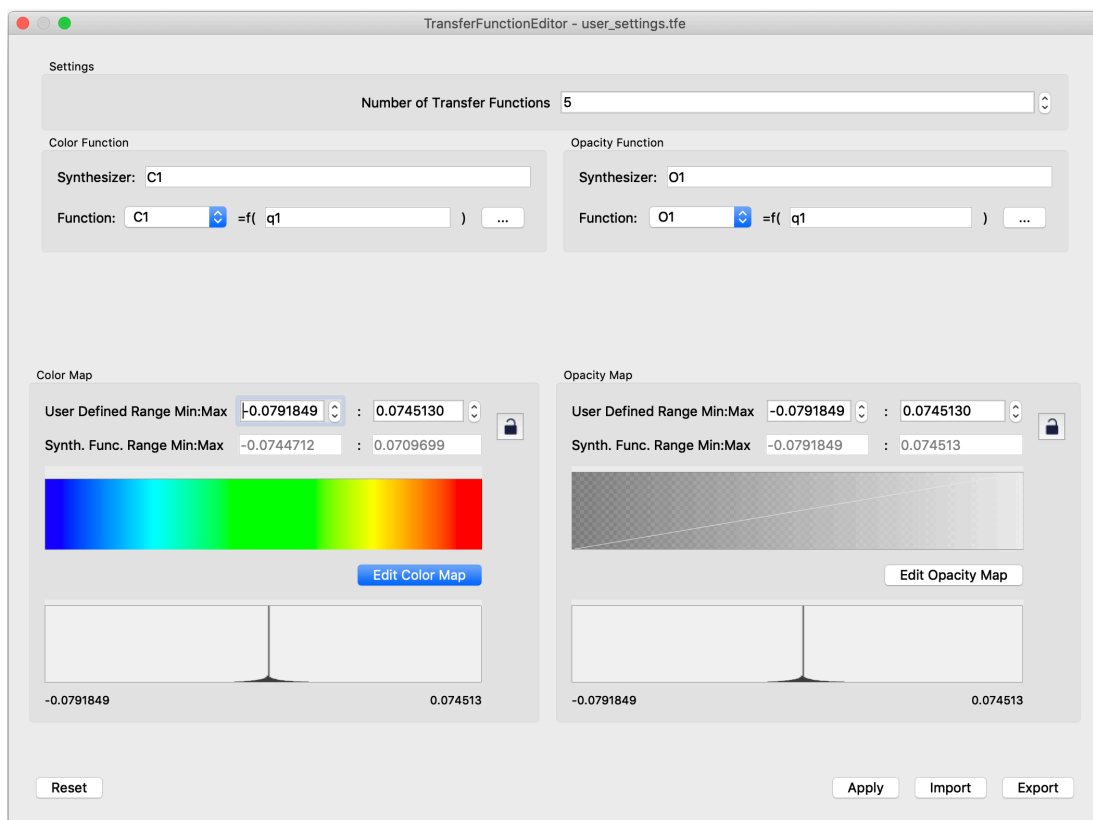 TransferFunctionEditor - user_settings.tfe
Settings
Number of Transfer Functions 5
Color Function
Synthesizer: C1
Function: C1 =f( q1 ) ...
Opacity Function
Synthesizer: O1
Function: O1 =f( q1 ) ...
Color Map
User Defined Range Min:Max -0.0791849 : 0.0745130
Synth. Func. Range Min:Max -0.0744712 : 0.0709699
Edit Color Map
-0.0791849 0.074513
Opacity Map
User Defined Range Min:Max -0.0791849 : 0.0745130
Synth. Func. Range Min:Max -0.0791849 : 0.074513
Edit Opacity Map
-0.0791849 0.074513
Reset Apply Import Export